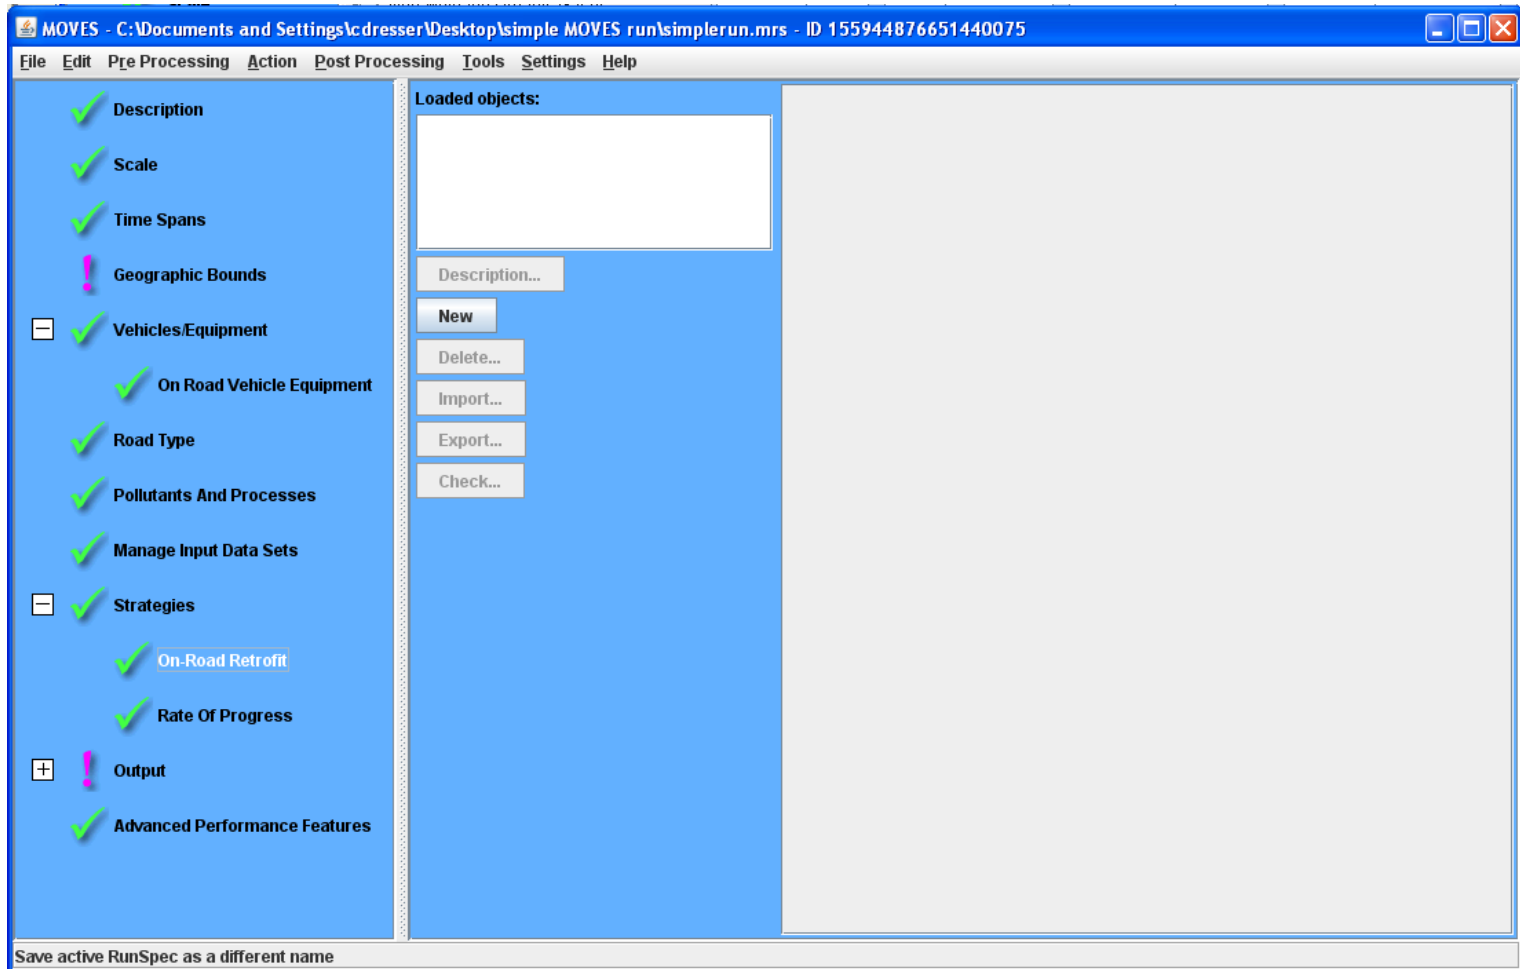 MOVES - C:\Documents and Settings\cdresser\Desktop\simple MOVES run\simplerun.mrs - ID 155944876651440075
File Edit Pre Processing Action Post Processing Tools Settings Help
Description
Scale
Time Spans
Geographic Bounds
Vehicles/Equipment
On Road Vehicle Equipment
Road Type
Pollutants And Processes
Manage Input Data Sets
Strategies
On-Road Retrofit
Rate Of Progress
Output
Advanced Performance Features
Loaded objects:
Description...
New
Delete...
Import...
Export...
Check...
Save active RunSpec as a different name